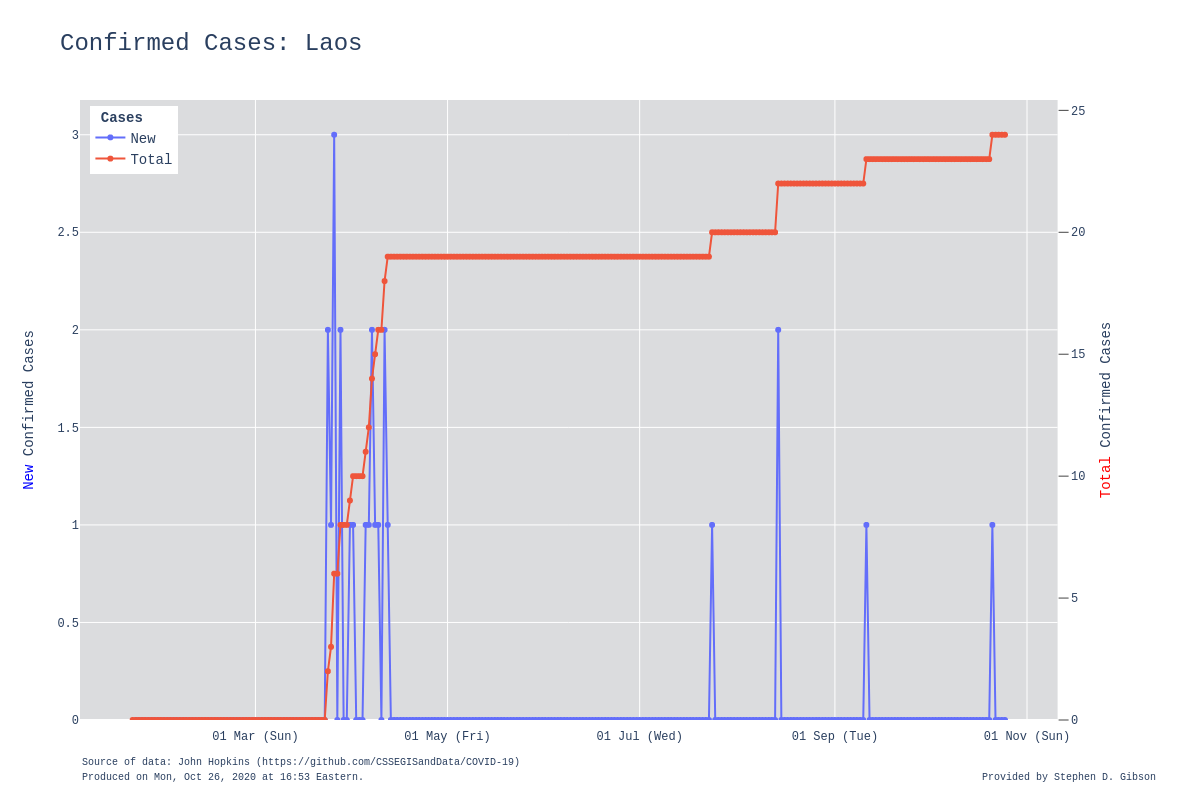 Confirmed Cases: Laos
Cases
New
Total
3
2.5
2
1.5
1
0.5
0
25
20
15
10
5
0
New Confirmed Cases
Total Confirmed Cases
01 Mar (Sun)
01 May (Fri)
01 Jul (Wed)
01 Sep (Tue)
01 Nov (Sun)
Source of data: John Hopkins (https://github.com/CSSEGISandData/COVID-19)
Produced on Mon, Oct 26, 2020 at 16:53 Eastern.
Provided by Stephen D. Gibson